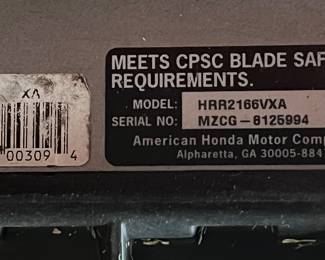 XA
00309 4
MEETS CPSC BLADE SAF
REQUIREMENTS.
MODEL: HRR2166VXA
SERIAL NO: MZCG-8125994
American Honda Motor Comp
Alpharetta, GA 30005-884